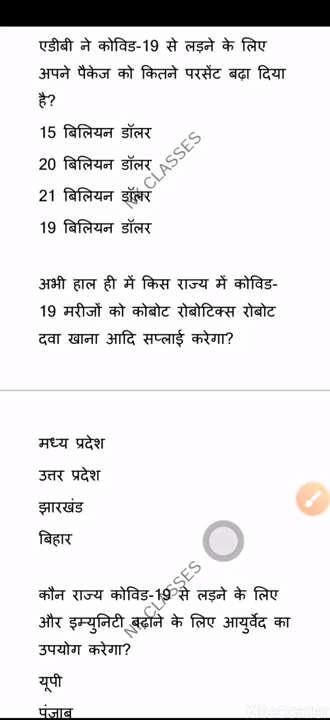 एडीबी ने कोविड-19 से लड़ने के लिए
अपने पैकेज को कितने परसेंट बढ़ा दिया
है?
15 बिलियन डॉलर
20 बिलियन डॉलर
21 बिलियन डॉलर
19 बिलियन डॉलर
अभी हाल ही में किस राज्य में कोविड-
19 मरीजों को कोबोट रोबोटिक्स रोबोट
दवा खाना आदि सप्लाई करेगा?
मध्य प्रदेश
उत्तर प्रदेश
झारखंड
बिहार
कौन राज्य कोविड-19 से लड़ने के लिए
और इम्युनिटी बढ़ाने के लिए आयुर्वेद का
उपयोग करेगा?
यूपी
पंजाब